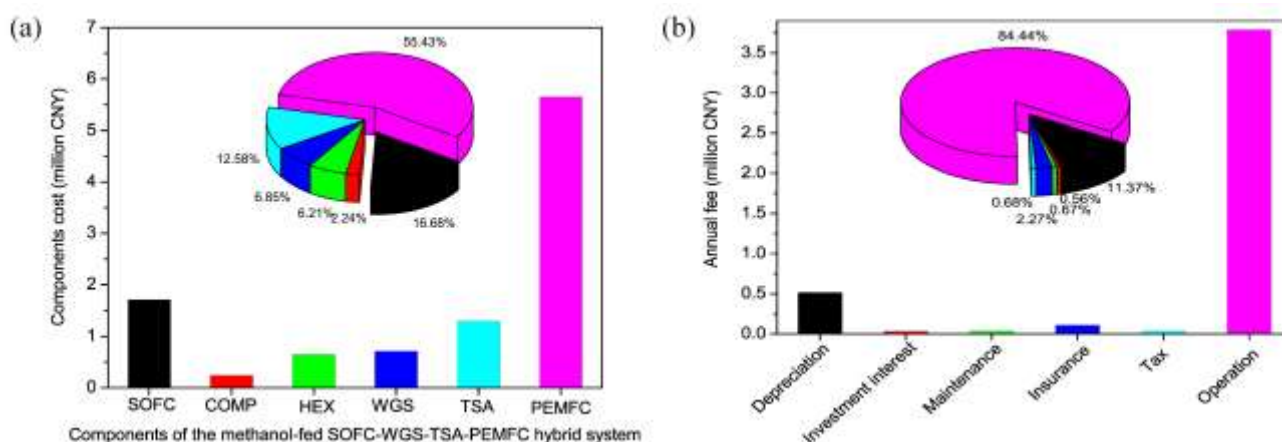 (a)
Components cost (million CNY)
7
6
5
4
3
2
1
0
55.43%
12.58%
6.85%
6.21%
2.24%
16.68%
SOFC COMP HEX WGS TSA PEMFC
Components of the methanol-fed SOFC-WGS-TSA-PEMFC hybrid system
(b)
Annual fee (million CNY)
3.5
3.0
2.5
2.0
1.5
1.0
0.5
0.0
84.44%
0.68%
2.27%
0.67%
0.56%
11.37%
Depreciation
Investment interest
Maintenance
Insurance
Tax
Operation